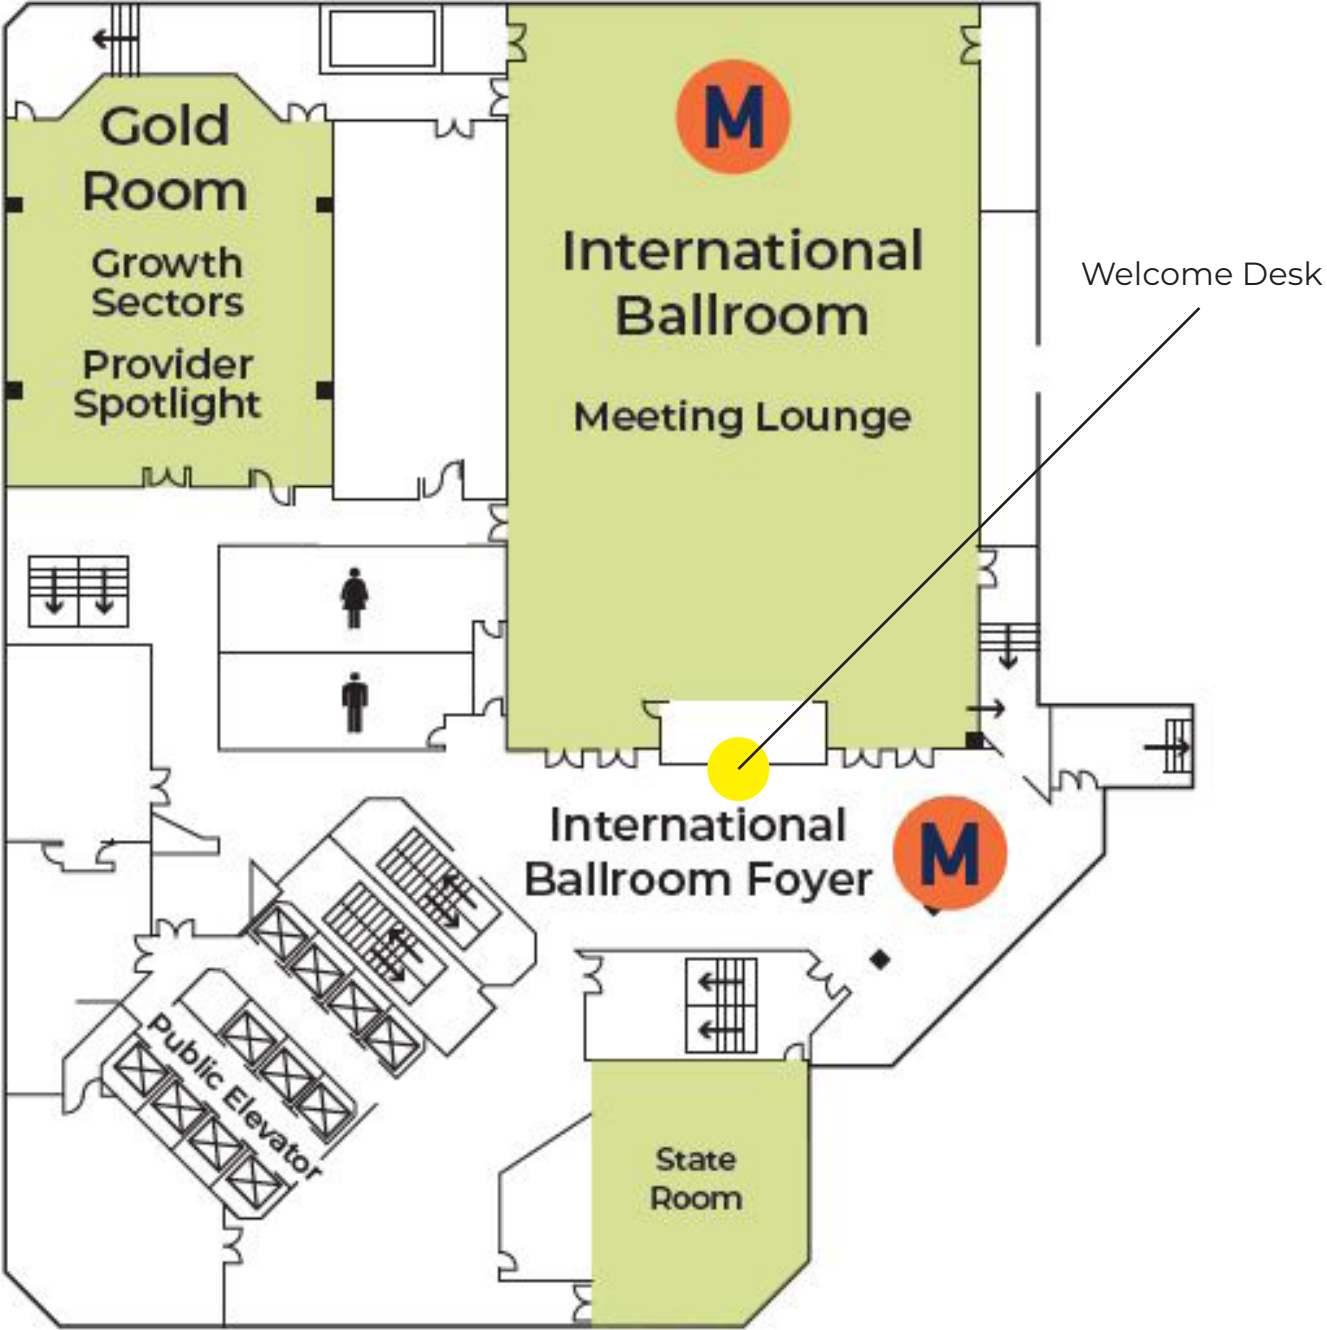 Gold
Room
Growth
Sectors
Provider
Spotlight
M
International
Ballroom
Meeting Lounge
Welcome Desk
International
Ballroom Foyer
M
Public Elevator
State
Room